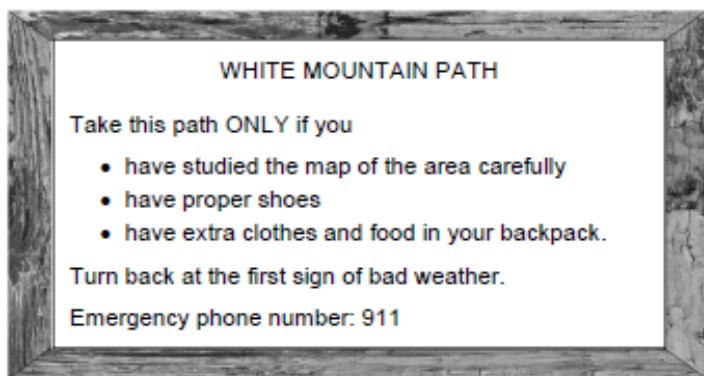 WHITE MOUNTAIN PATH
Take this path ONLY if you
• have studied the map of the area carefully
• have proper shoes
• have extra clothes and food in your backpack.
Turn back at the first sign of bad weather.
Emergency phone number: 911